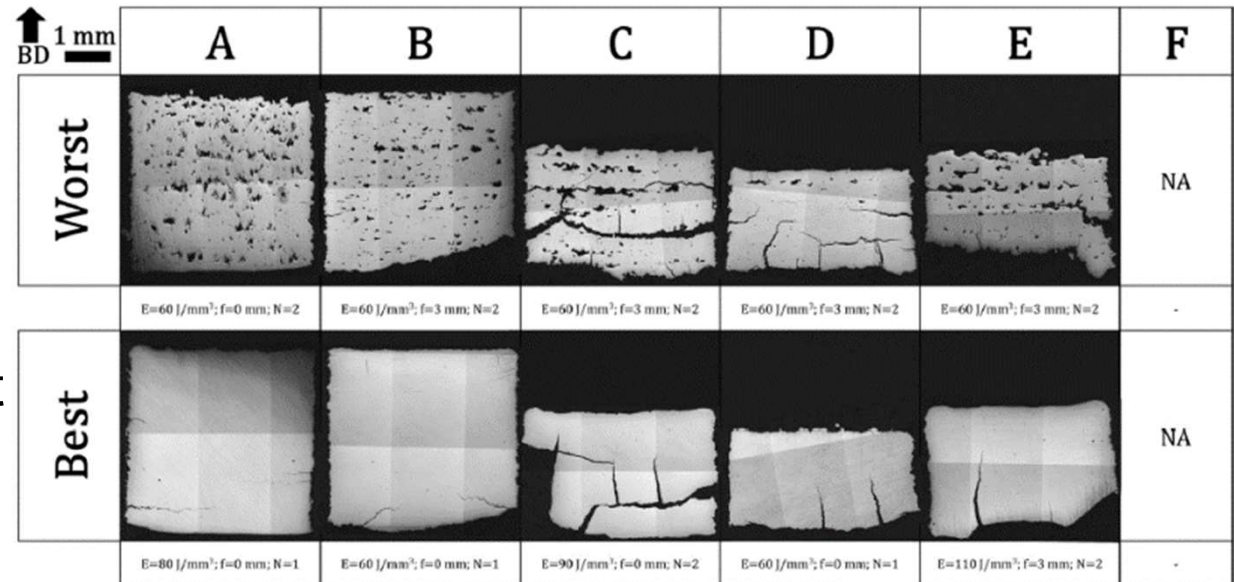 BD 1 mm A B C D E F
Worst NA
E=60 J/mm³; f=0 mm; N=2 E=60 J/mm³; f=3 mm; N=2 E=60 J/mm³; f=3 mm; N=2 E=60 J/mm³; f=3 mm; N=2 E=60 J/mm³; f=3 mm; N=2 -
Best NA
E=80 J/mm³; f=0 mm; N=1 E=60 J/mm³; f=0 mm; N=1 E=90 J/mm³; f=0 mm; N=2 E=60 J/mm³; f=0 mm; N=1 E=110 J/mm³; f=3 mm; N=2 -